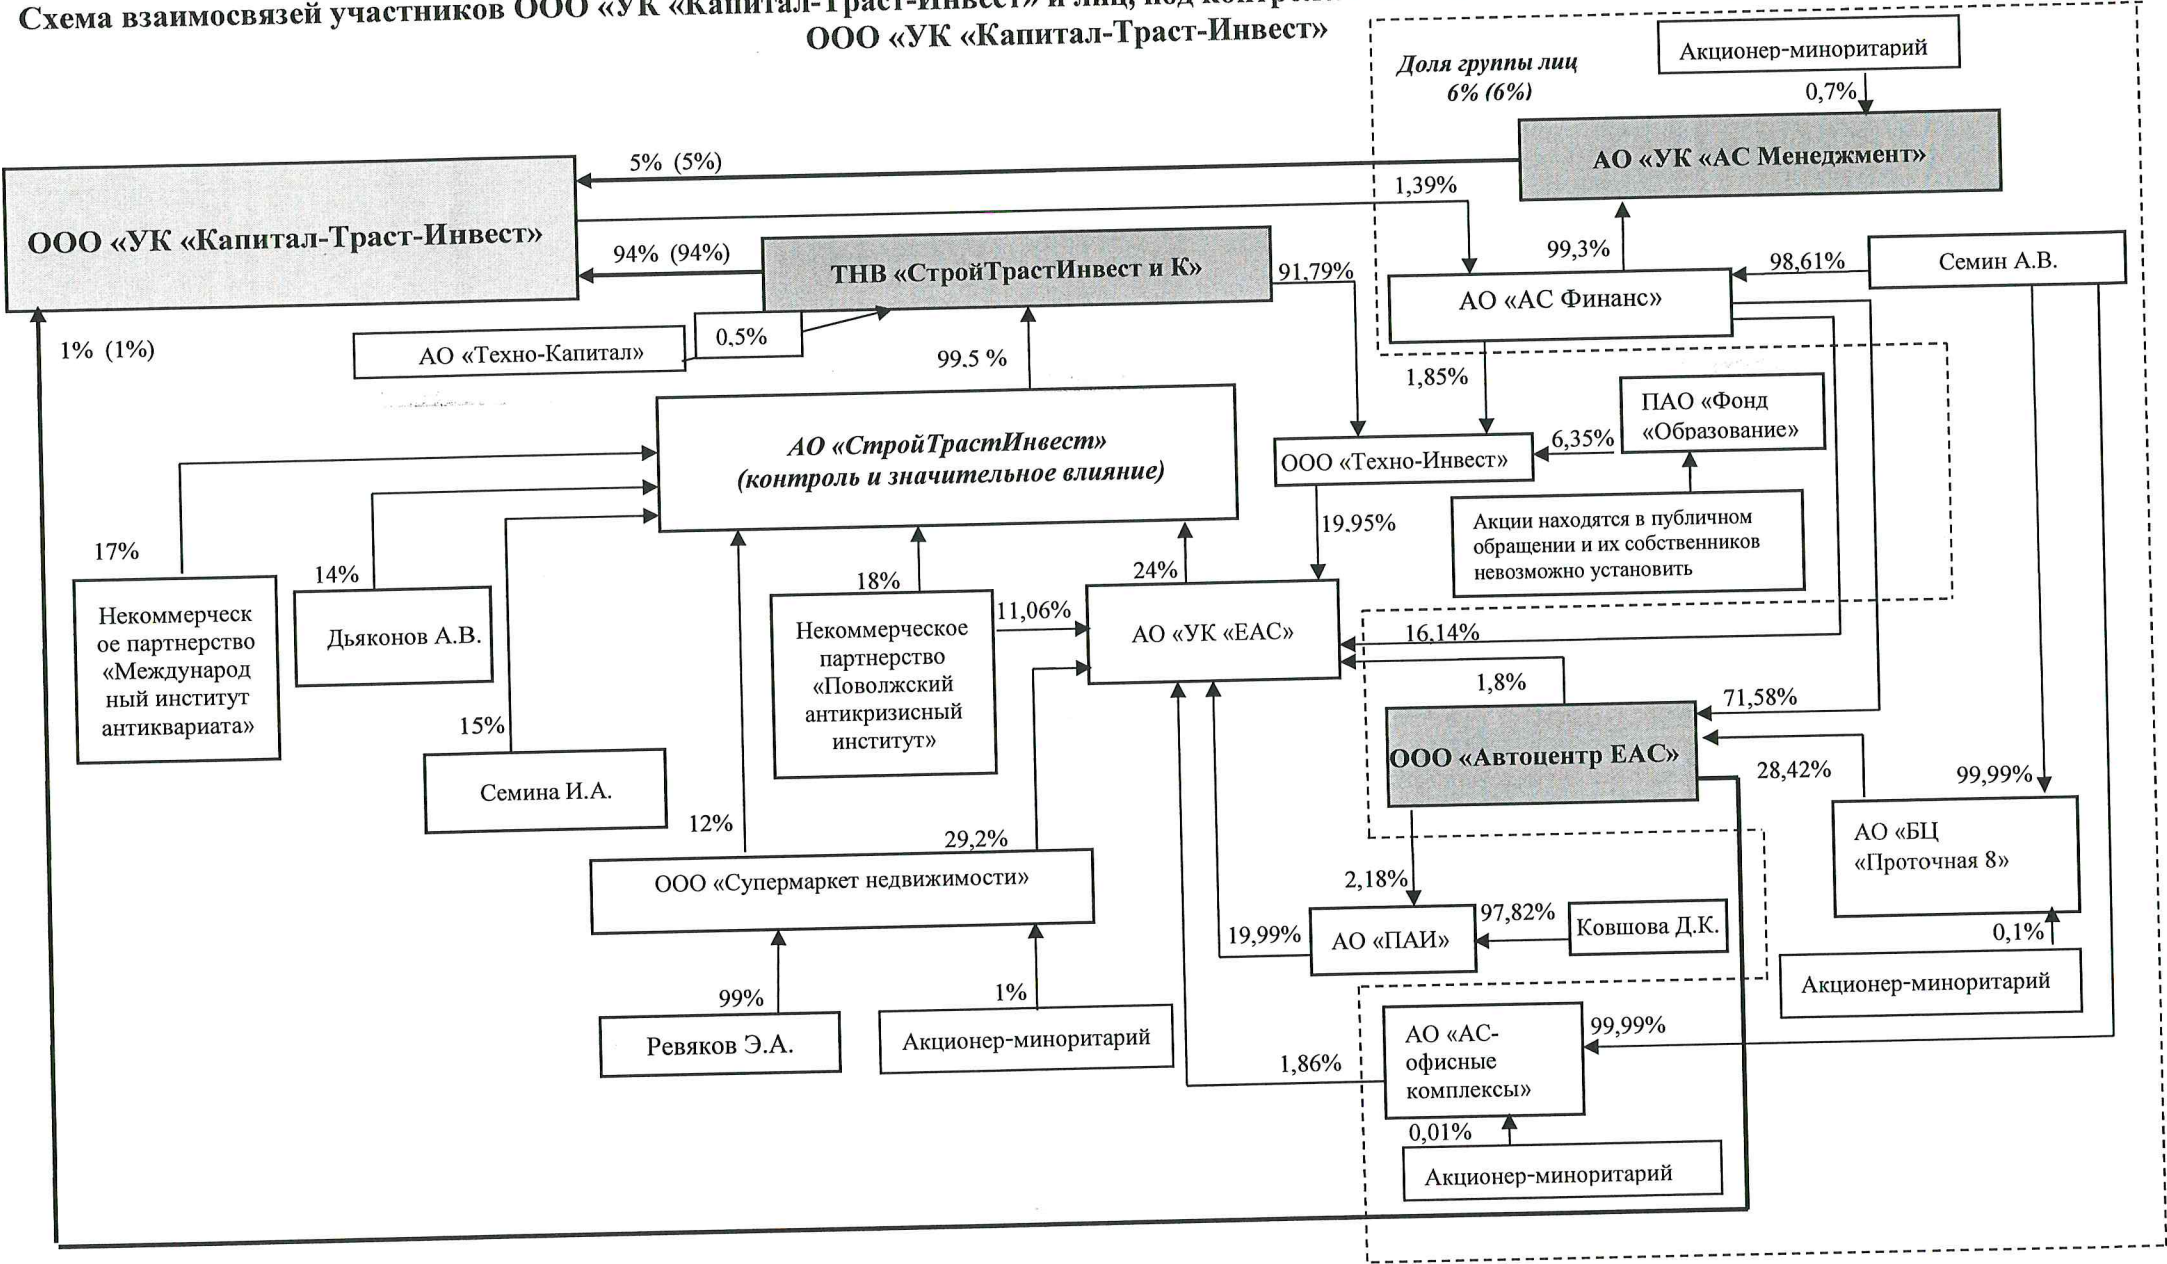 Схема взаимосвязей участников ООО «УК «Капитал-Траст-Инвест» и лиц, под
ООО «УК «Капитал-Траст-Инвест»
Доля группы лиц
6% (6%)
Акционер-миноритарий
0,7%
АО «УК «АС Менеджмент»
5% (5%)
1,39%
ООО «УК «Капитал-Траст-Инвест»
94% (94%)
ТНВ «СтройТрастИнвест и К»
91,79%
99,3%
98,61%
Семин А.В.
АО «АС Финанс»
1% (1%)
АО «Техно-Капитал»
0,5%
99,5 %
1,85%
ПАО «Фонд
«Образование»
АО «СтройТрастИнвест»
(контроль и значительное влияние)
ООО «Техно-Инвест»
6,35%
19,95%
Акции находятся в публичном
обращении и их собственников
невозможно установить
17%
14%
18%
24%
Некоммерческ
ое партнерство
«Международ
ный институт
антиквариата»
Дьяконов А.В.
Некоммерческое
партнерство
«Поволжский
антикризисный
институт»
11,06%
АО «УК «ЕАС»
16,14%
1,8%
71,58%
15%
Семина И.А.
ООО «Автоцентр ЕАС»
28,42%
99,99%
12%
29,2%
АО «БЦ
«Проточная 8»
ООО «Супермаркет недвижимости»
2,18%
19,99%
АО «ПАИ»
97,82%
Ковшова Д.К.
0,1%
Акционер-миноритарий
99%
1%
Ревяков Э.А.
Акционер-миноритарий
АО «АС-
офисные
комплексы»
99,99%
1,86%
0,01%
Акционер-миноритарий